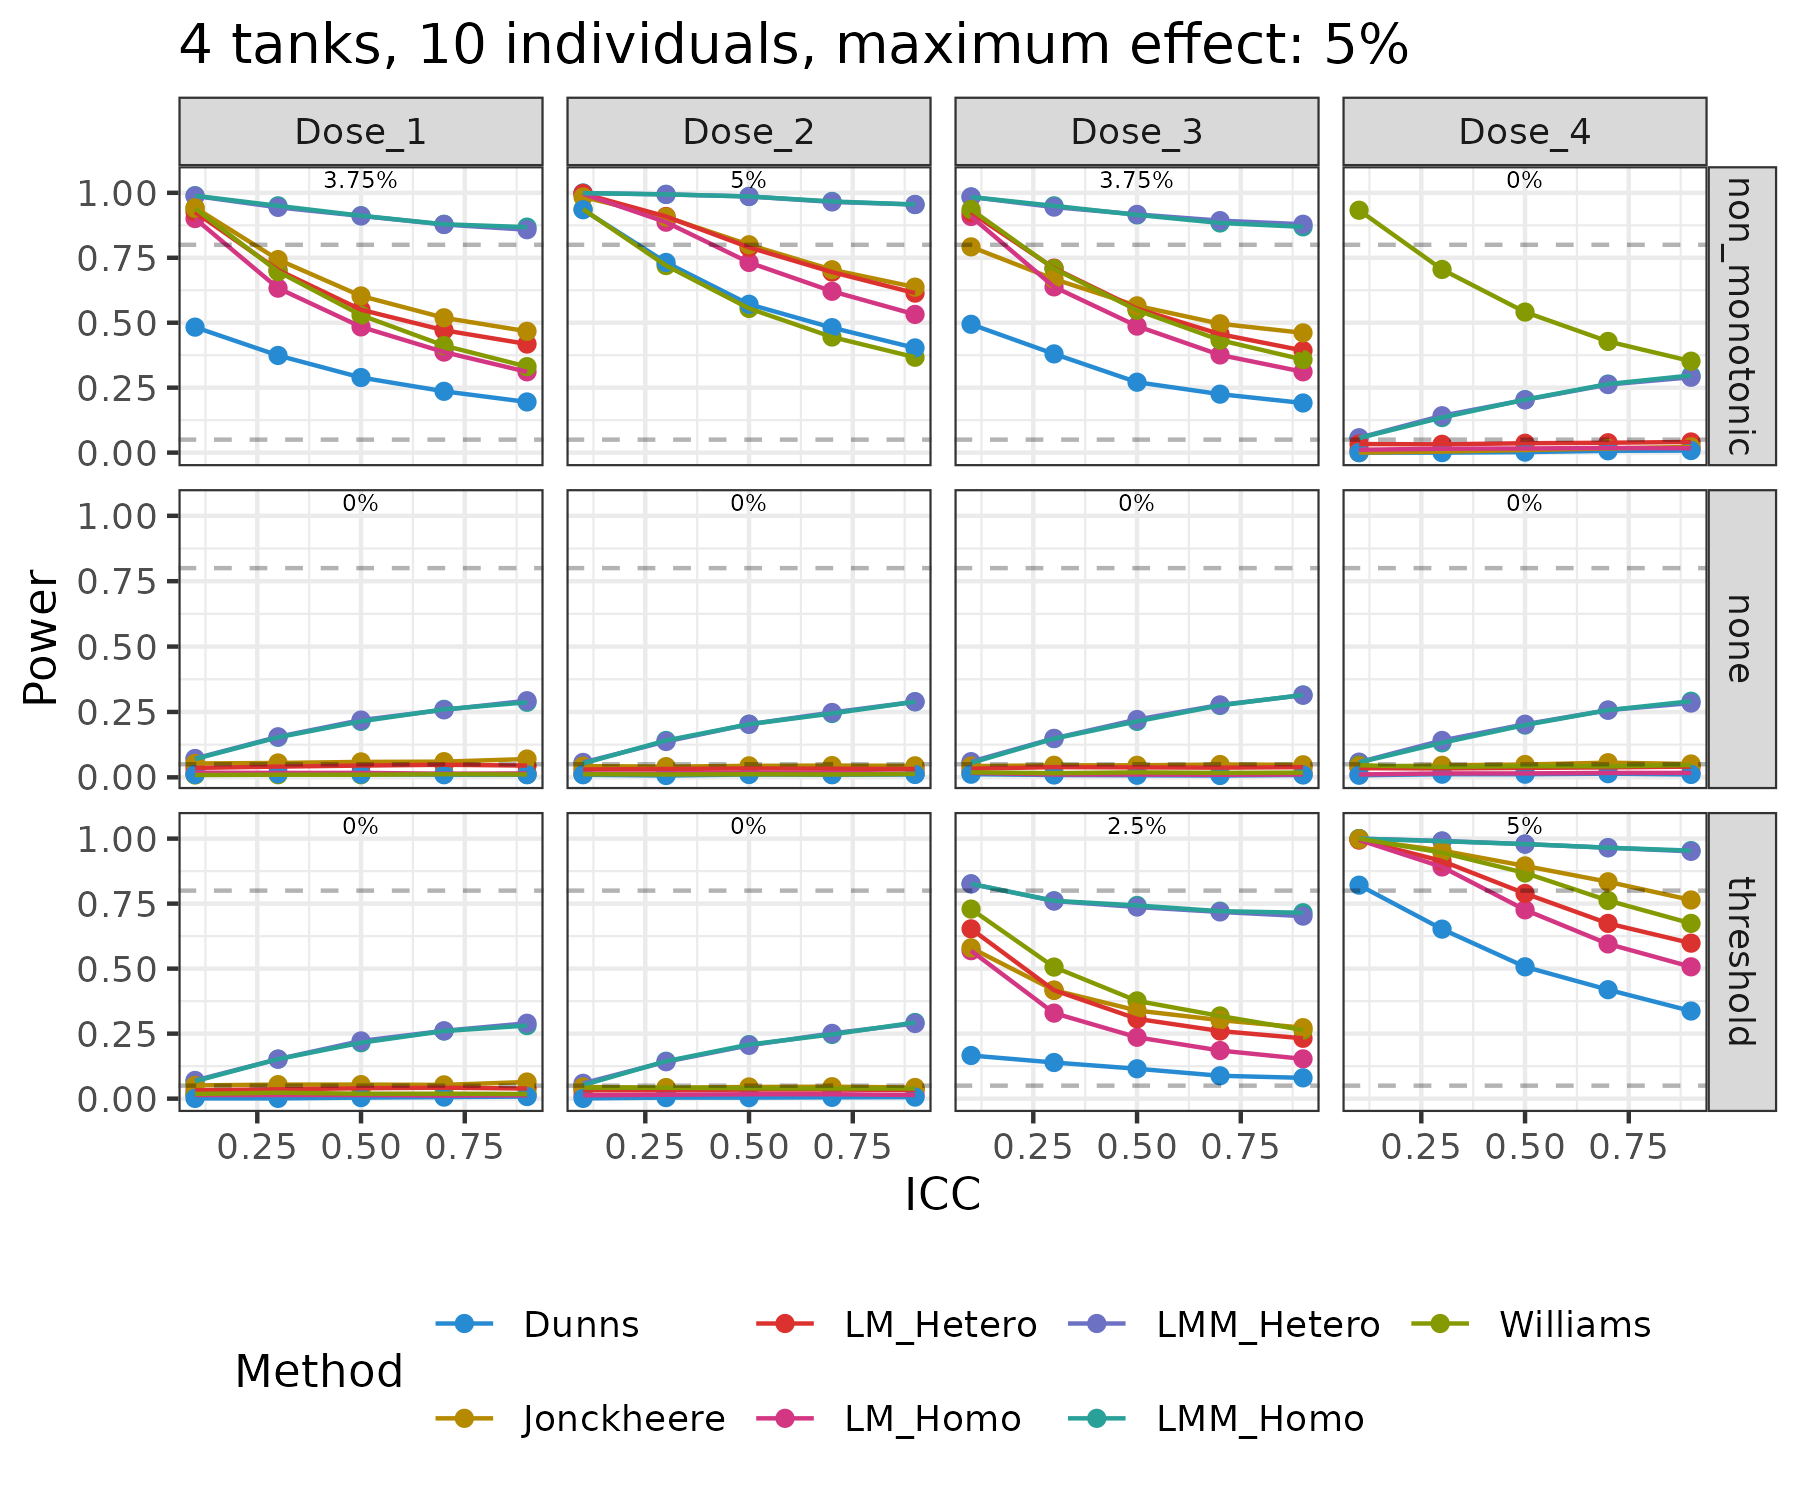 4 tanks, 10 individuals, maximum effect: 5%
Dose_1 Dose_2 Dose_3 Dose_4
3.75% 5% 3.75% 0%
1.00
0.75
0.50
0.25
0.00
non_monotonic
0% 0% 0% 0%
1.00
0.75
0.50
0.25
0.00
none
0% 0% 2.5% 5%
1.00
0.75
0.50
0.25
0.00
threshold
Power
0.25 0.50 0.75 0.25 0.50 0.75 0.25 0.50 0.75 0.25 0.50 0.75
ICC
Method
Dunns LM_Hetero LMM_Hetero Williams
Jonckheere LM_Homo LMM_Homo